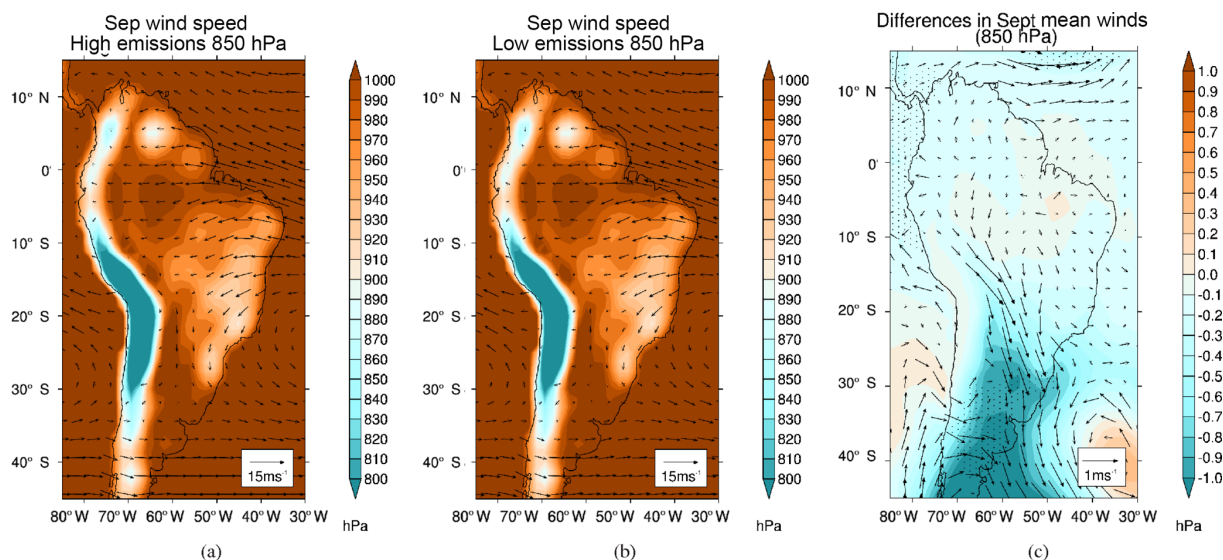 Sep wind speed
High emissions 850 hPa
10° N
0°
10° S
20° S
30° S
40° S
80°W 70°W 60°W 50°W 40°W 30°W
15ms⁻¹
1000
990
980
970
960
950
940
930
920
910
900
890
880
870
860
850
840
830
820
810
800
hPa
(a)
Sep wind speed
Low emissions 850 hPa
10° N
0°
10° S
20° S
30° S
40° S
80°W 70°W 60°W 50°W 40°W 30°W
15ms⁻¹
1000
990
980
970
960
950
940
930
920
910
900
890
880
870
860
850
840
830
820
810
800
hPa
(b)
Differences in Sept mean winds
(850 hPa)
10° N
0°
10° S
20° S
30° S
40° S
80°W 70°W 60°W 50°W 40°W 30°W
1ms⁻¹
1.0
0.9
0.8
0.7
0.6
0.5
0.4
0.3
0.2
0.1
0.0
-0.1
-0.1
-0.2
-0.3
-0.4
-0.5
-0.6
-0.7
-0.8
-0.9
-1.0
hPa
(c)